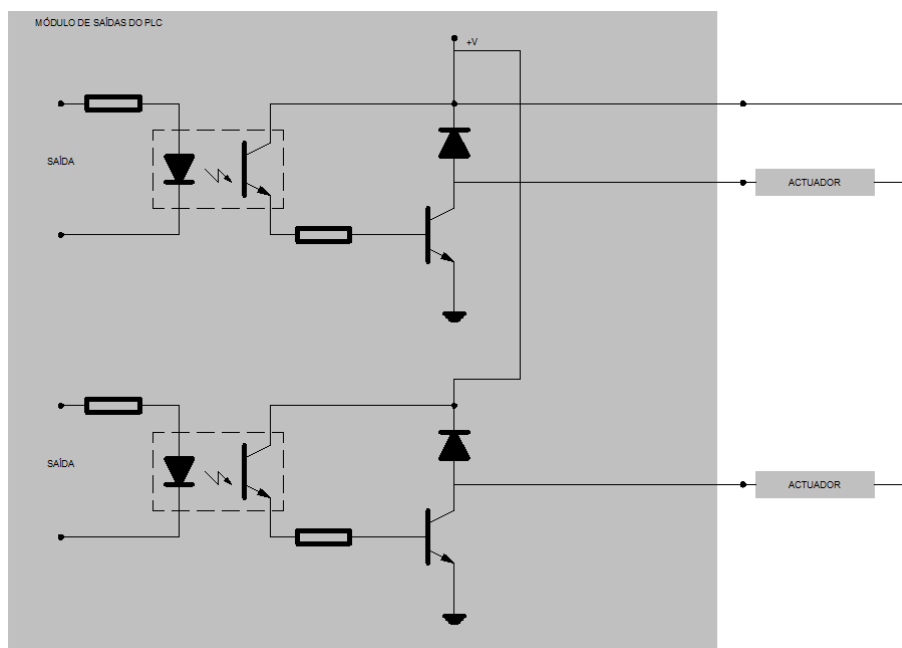 MÓDULO DE SAÍDAS DO PLC
+V
SAÍDA
ACTUADOR
SAÍDA
ACTUADOR